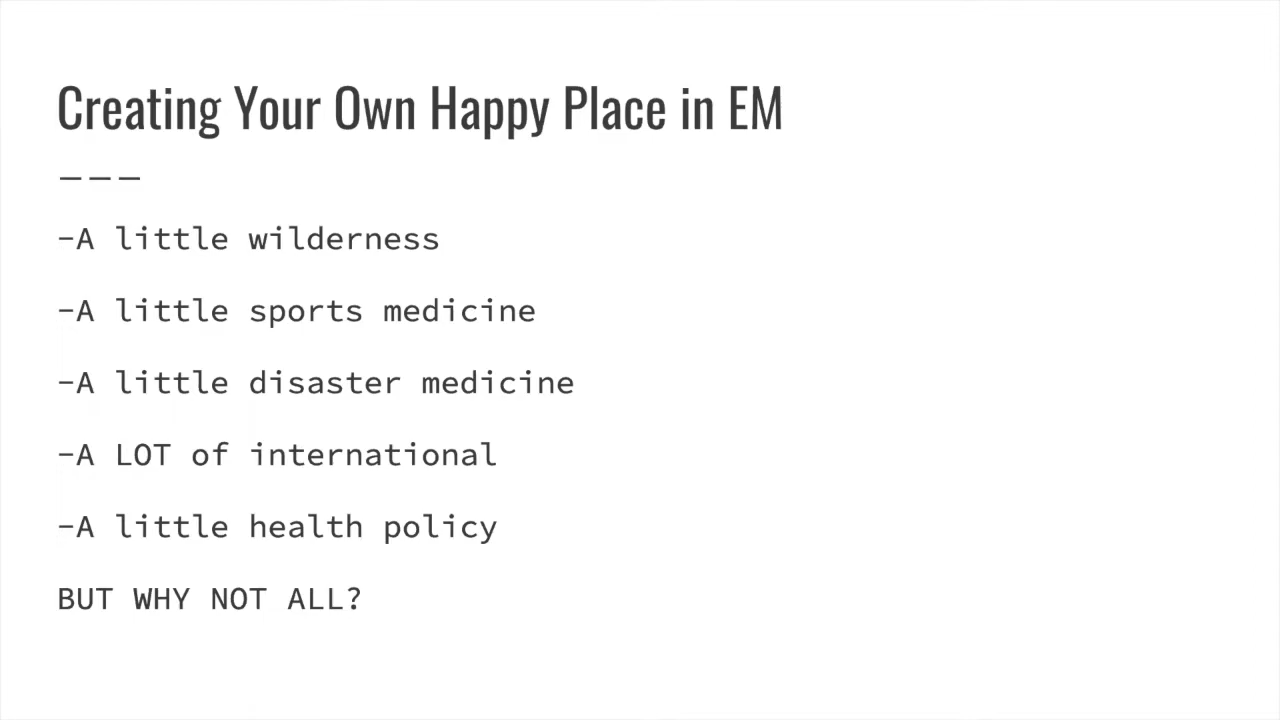 Creating Your Own Happy Place in EM
———
-A little wilderness
-A little sports medicine
-A little disaster medicine
-A LOT of international
-A little health policy
BUT WHY NOT ALL?